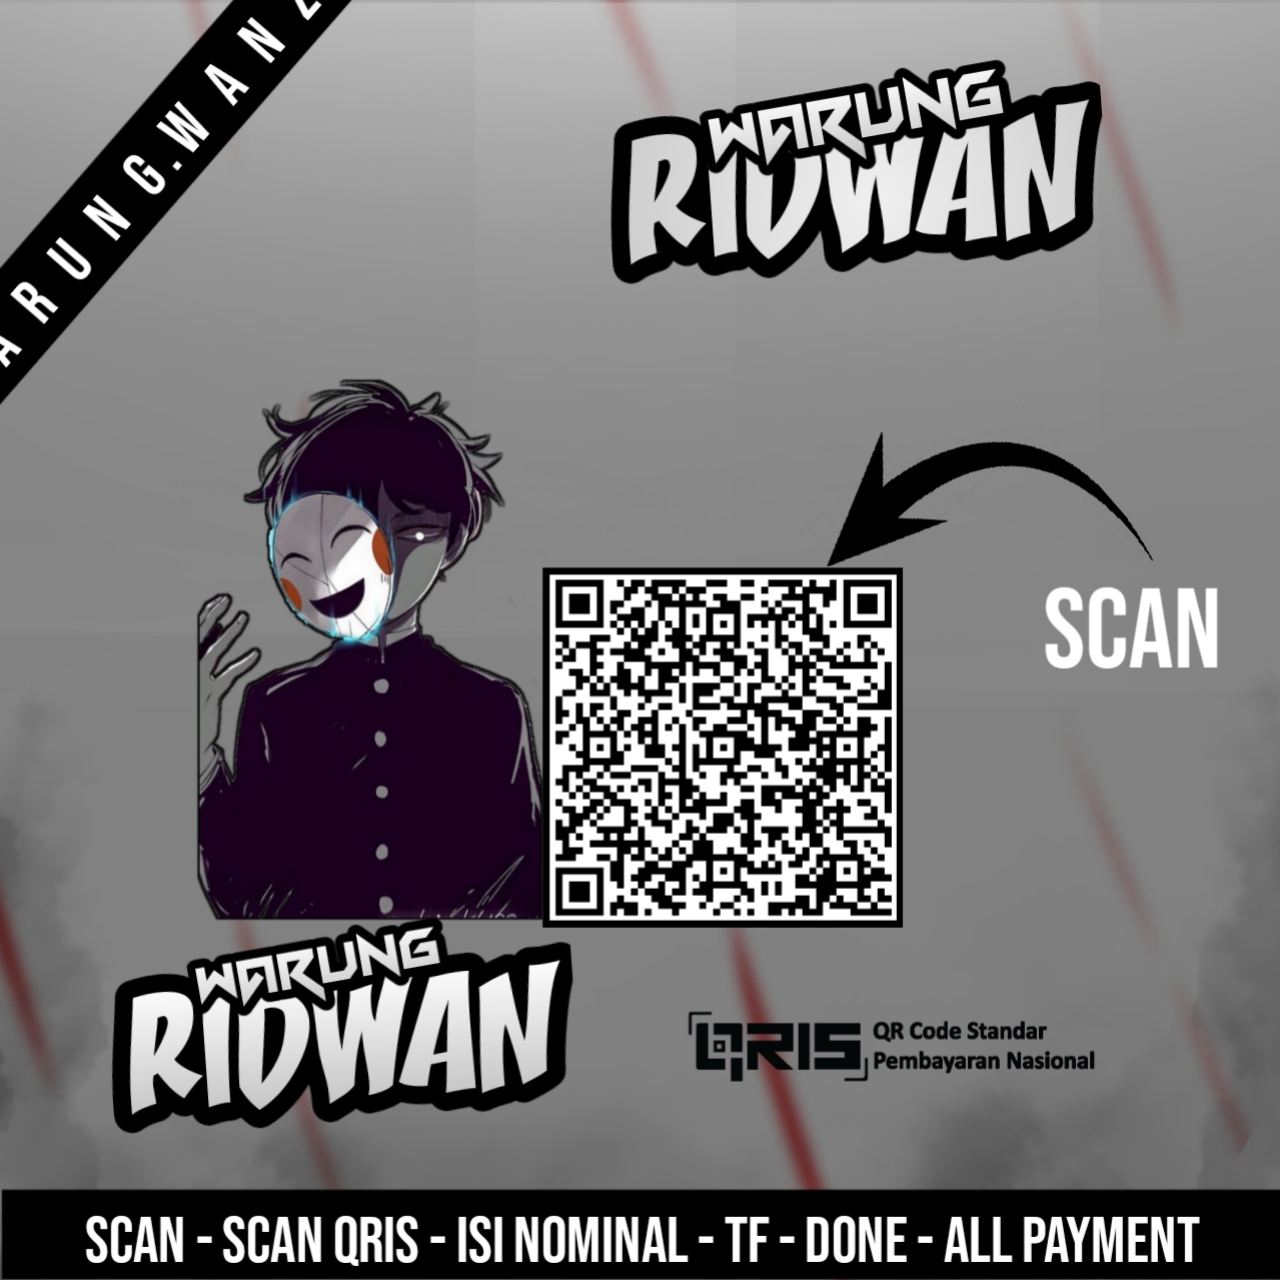 ARUNG.WAN
WARUNG
RIDWAN
SCAN
WARUNG
RIDWAN
QRIS
QR Code Standar
Pembayaran Nasional
SCAN - SCAN QRIS - ISI NOMINAL - TF - DONE - ALL PAYMENT